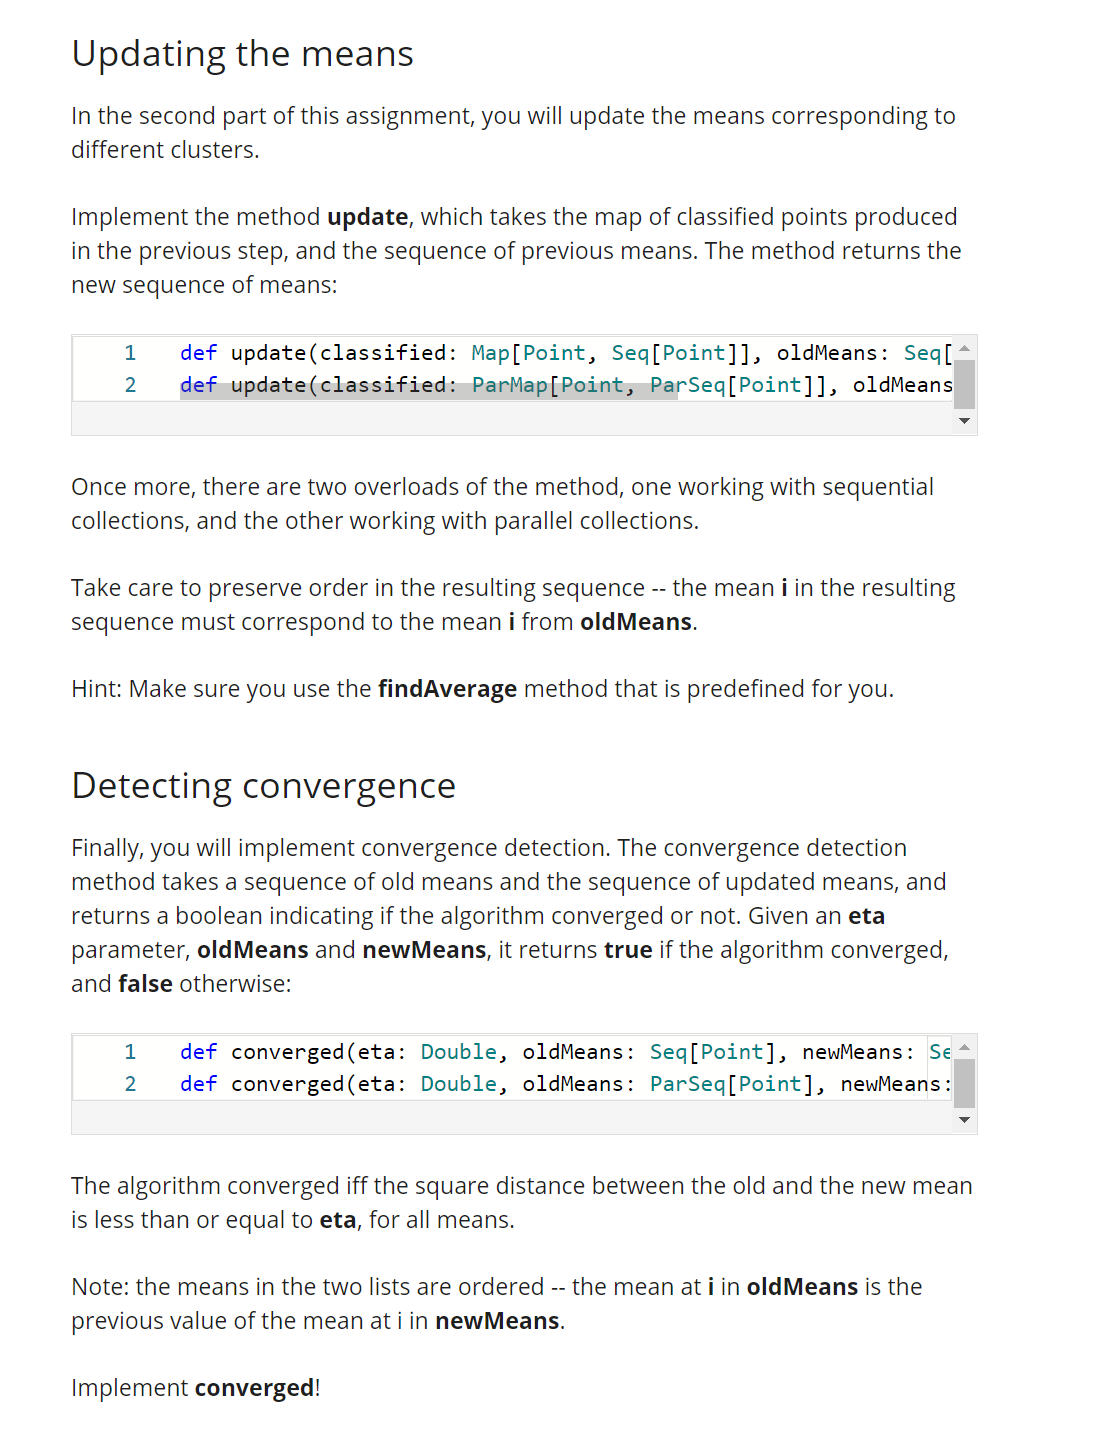 Updating the means
In the second part of this assignment, you will update the means corresponding to
different clusters.
Implement the method update, which takes the map of classified points produced
in the previous step, and the sequence of previous means. The method returns the
new sequence of means:
1 def update(classified: Map[Point, Seq[Point]], oldMeans: Seq[
2 def update(classified: ParMap[Point, ParSeq[Point]], oldMeans
Once more, there are two overloads of the method, one working with sequential
collections, and the other working with parallel collections.
Take care to preserve order in the resulting sequence -- the mean i in the resulting
sequence must correspond to the mean i from oldMeans.
Hint: Make sure you use the findAverage method that is predefined for you.
Detecting convergence
Finally, you will implement convergence detection. The convergence detection
method takes a sequence of old means and the sequence of updated means, and
returns a boolean indicating if the algorithm converged or not. Given an eta
parameter, oldMeans and newMeans, it returns true if the algorithm converged,
and false otherwise:
1 def converged(eta: Double, oldMeans: Seq[Point], newMeans: Se
2 def converged(eta: Double, oldMeans: ParSeq[Point], newMeans:
The algorithm converged iff the square distance between the old and the new mean
is less than or equal to eta, for all means.
Note: the means in the two lists are ordered -- the mean at i in oldMeans is the
previous value of the mean at i in newMeans.
Implement converged!